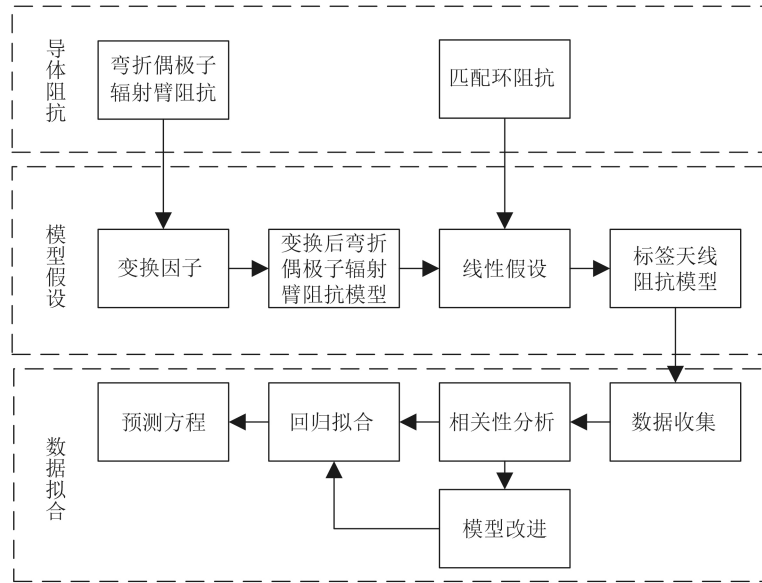 导体阻抗
弯折偶极子
辐射臂阻抗
匹配环阻抗
模型假设
变换因子
变换后弯折
偶极子辐射
臂阻抗模型
线性假设
标签天线
阻抗模型
数据拟合
预测方程
回归拟合
相关性分析
数据收集
模型改进